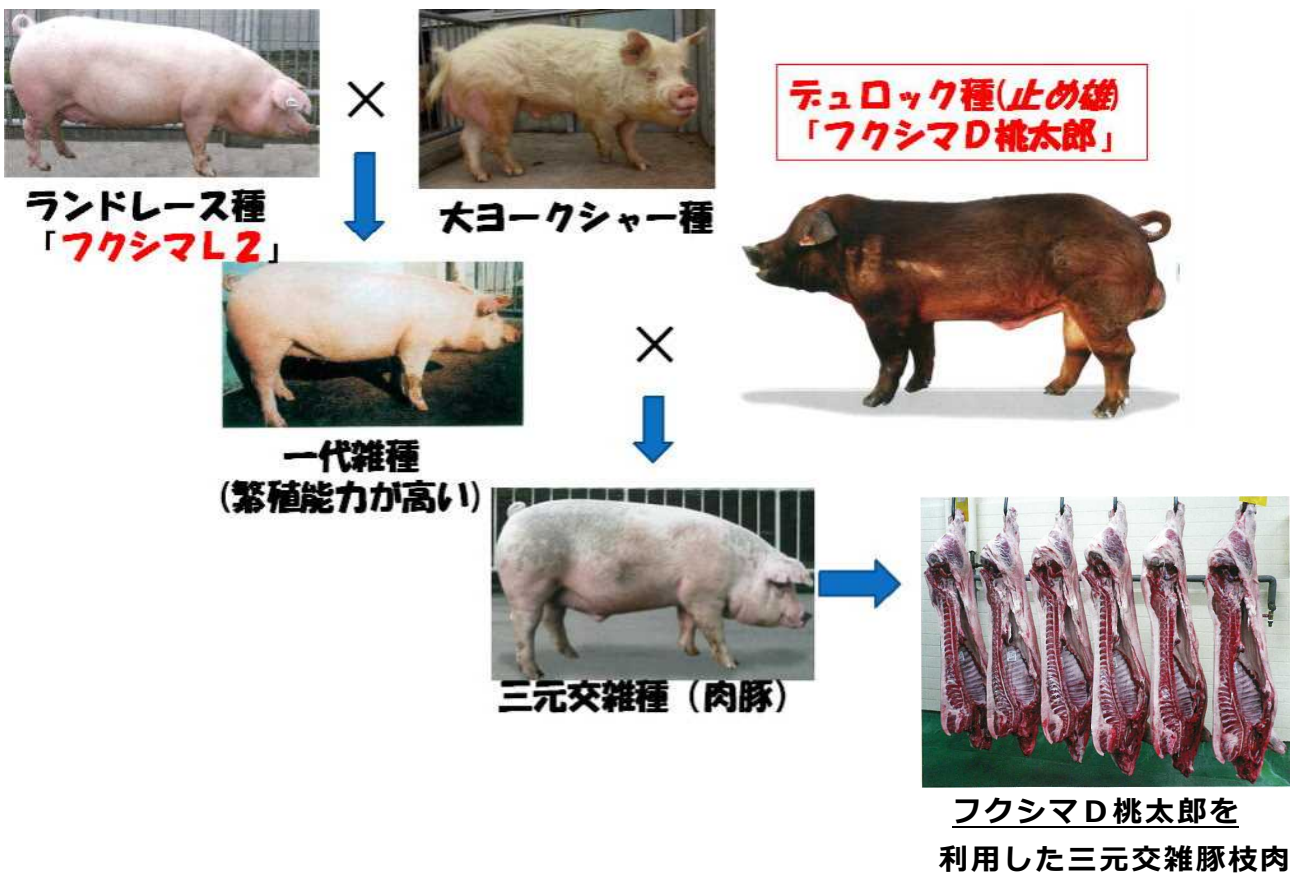 ランドレース種
「フクシマL2」
×
大ヨークシャー種
デュロック種(止め雄)
「フクシマD桃太郎」
一代雑種
(繁殖能力が高い)
×
三元交雑種（肉豚）
フクシマD桃太郎を
利用した三元交雑豚枝肉